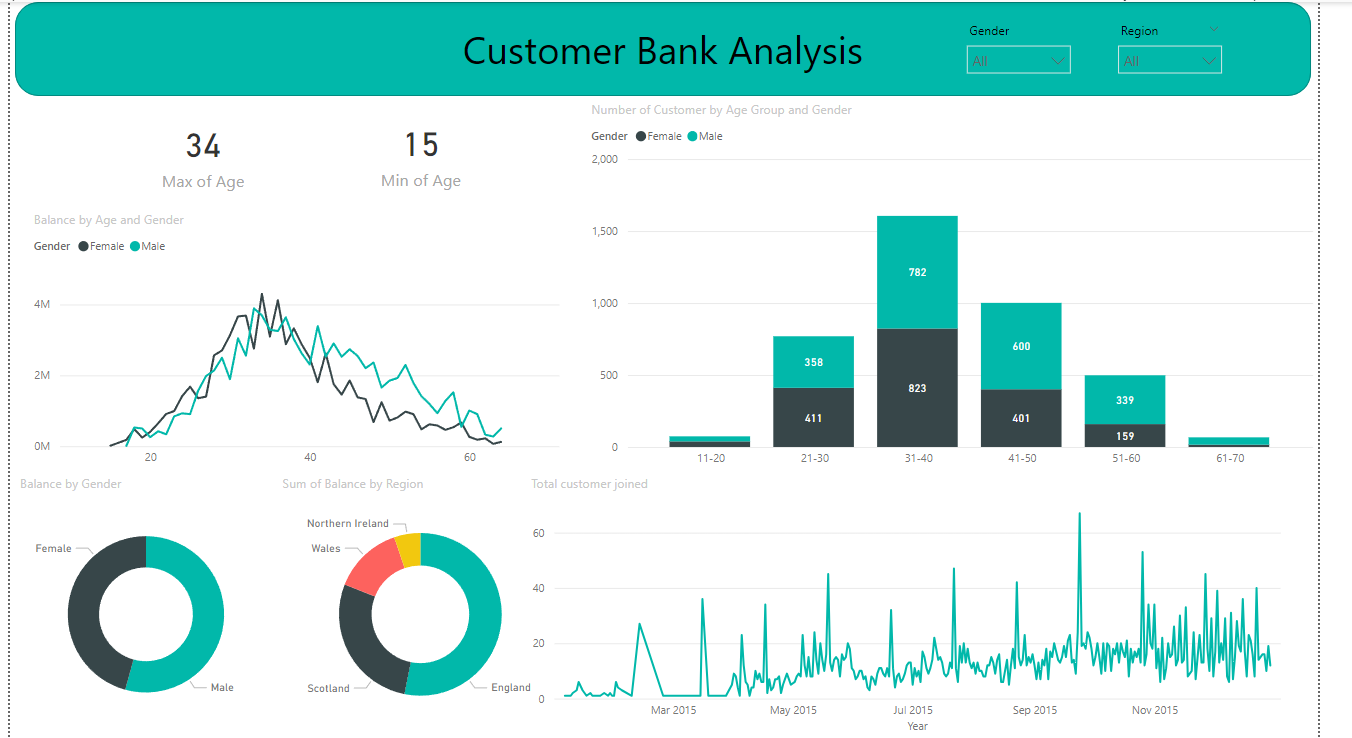 Customer Bank Analysis
Gender
All
Region
All
34
Max of Age
15
Min of Age
Balance by Age and Gender
Gender Female Male
4M
2M
0M
20 40 60
Number of Customer by Age Group and Gender
Gender Female Male
2,000
1,500
1,000
500
0
782
823
358
411
600
401
339
159
11-20 21-30 31-40 41-50 51-60 61-70
Balance by Gender
Female
Male
Sum of Balance by Region
Northern Ireland
Wales
Scotland
England
Total customer joined
60
40
20
0
Mar 2015 May 2015 Jul 2015 Sep 2015 Nov 2015
Year